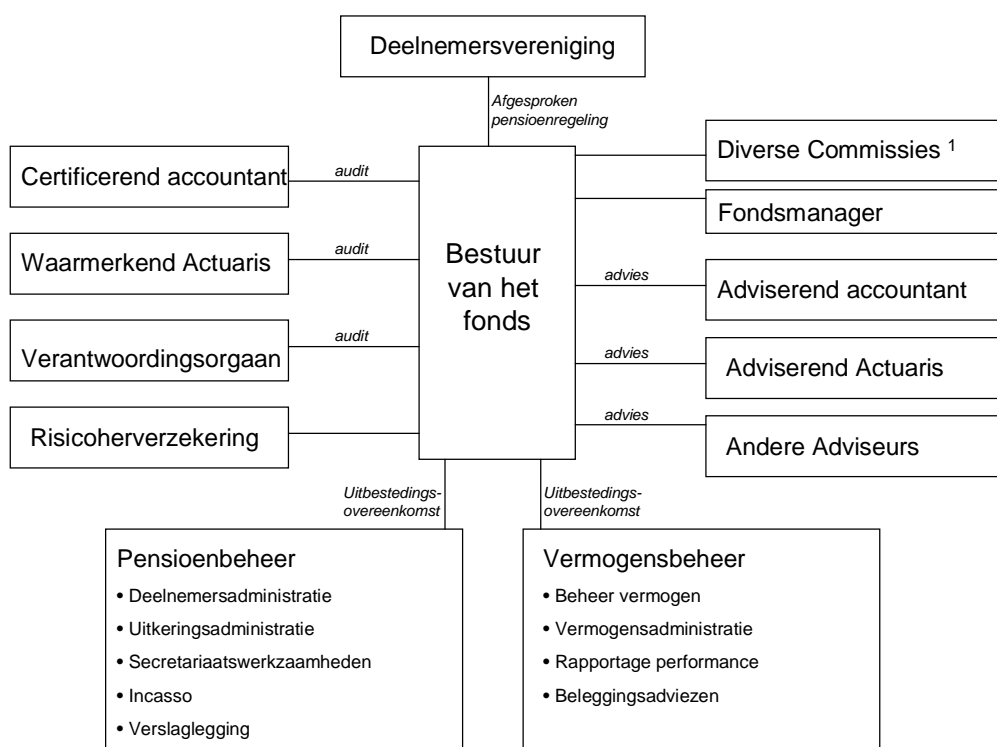 Deelnemersvereniging
Afgesproken
pensioenregeling
Certificerend accountant
audit
Waarmerkend Actuaris
audit
Verantwoordingsorgaan
audit
Risicoherverzekering
Bestuur
van het
fonds
Diverse Commissies ¹
Fondsmanager
advies
Adviserend accountant
advies
Adviserend Actuaris
advies
Andere Adviseurs
Uitbestedings-
overeenkomst
Uitbestedings-
overeenkomst
Pensioenbeheer
• Deelnemersadministratie
• Uitkeringsadministratie
• Secretariaatswerkzaamheden
• Incasso
• Verslaglegging
Vermogensbeheer
• Beheer vermogen
• Vermogensadministratie
• Rapportage performance
• Beleggingsadviezen